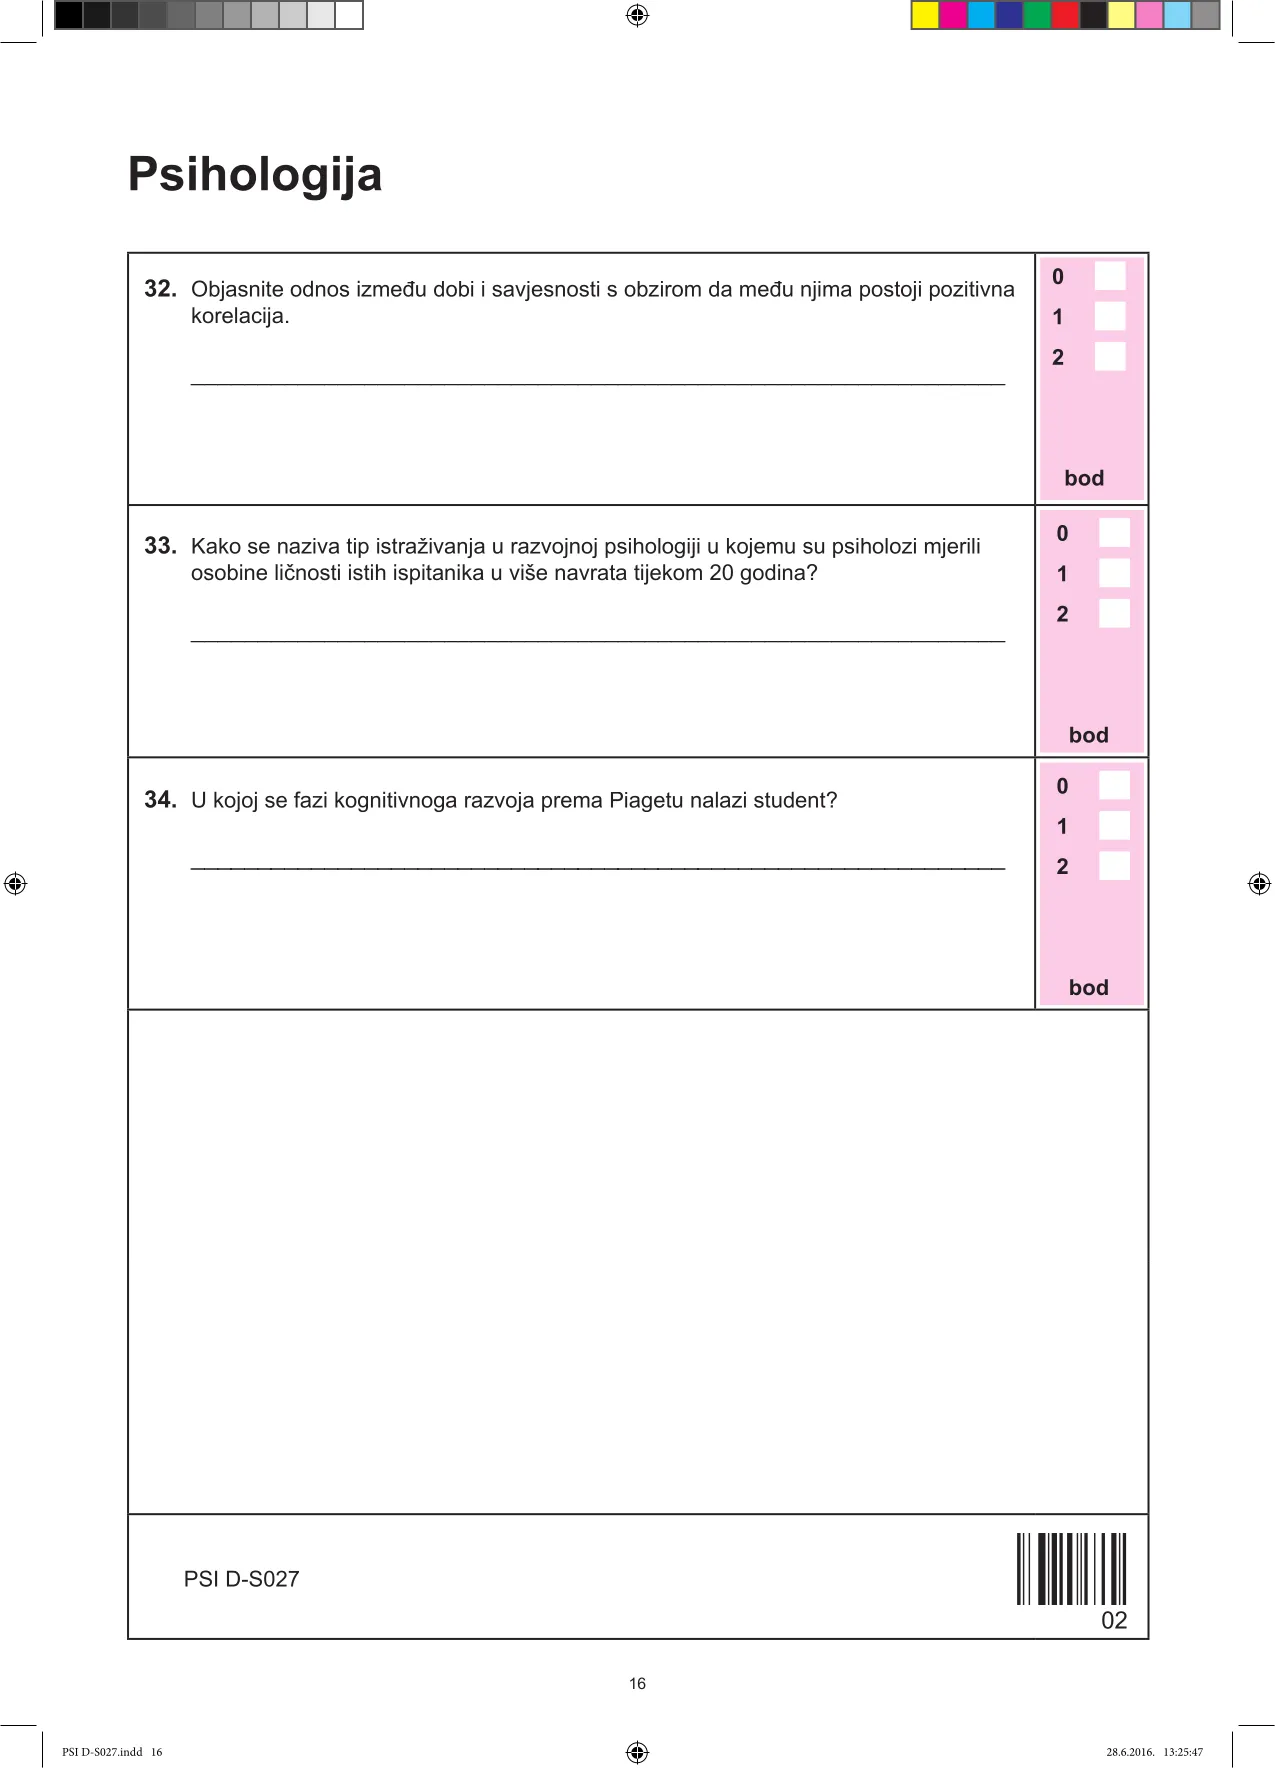 Psihologija
32. Objasnite odnos između dobi i savjesnosti s obzirom da među njima postoji pozitivna
korelacija.
0
1
2
bod
33. Kako se naziva tip istraživanja u razvojnoj psihologiji u kojemu su psiholozi mjerili
osobine ličnosti istih ispitanika u više navrata tijekom 20 godina?
0
1
2
bod
34. U kojoj se fazi kognitivnoga razvoja prema Piagetu nalazi student?
0
1
2
bod
PSI D-S027
02
16
PSI D-S027.indd 16
28.6.2016. 13:25:47